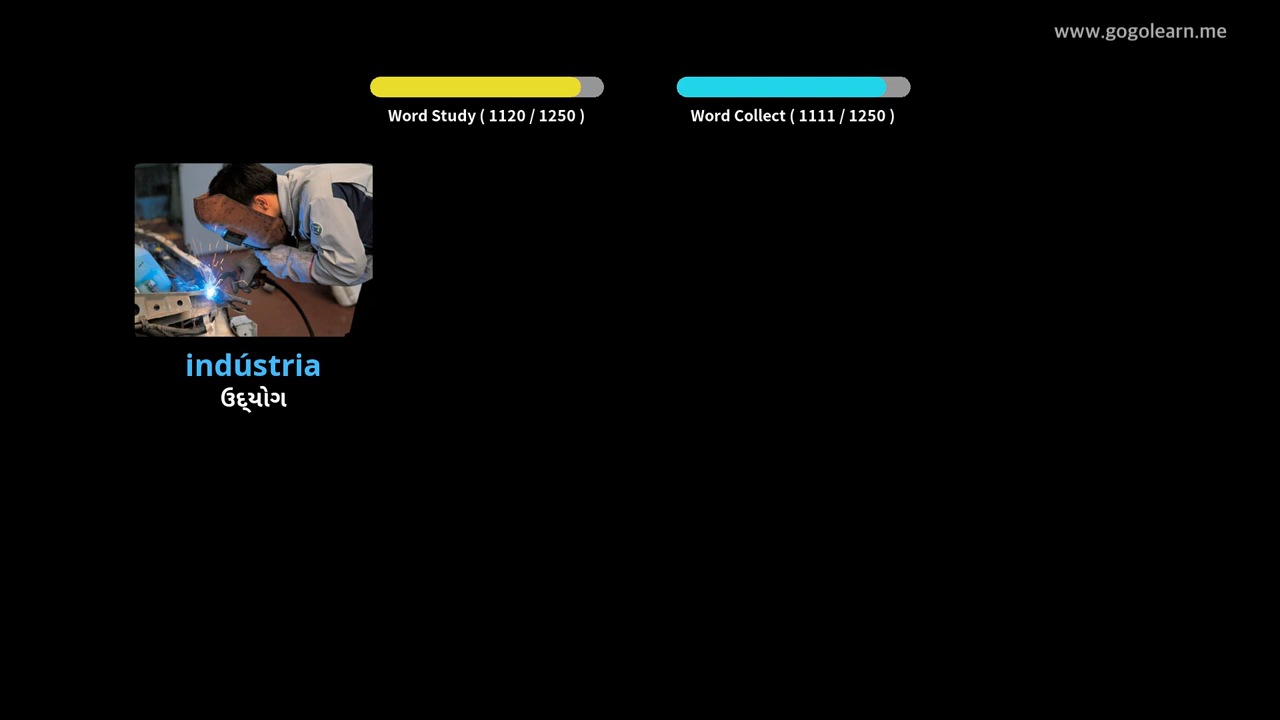 www.gogolearn.me
Word Study ( 1120 / 1250 )
Word Collect ( 1111 / 1250 )
indústria
ઉદ્યોગ